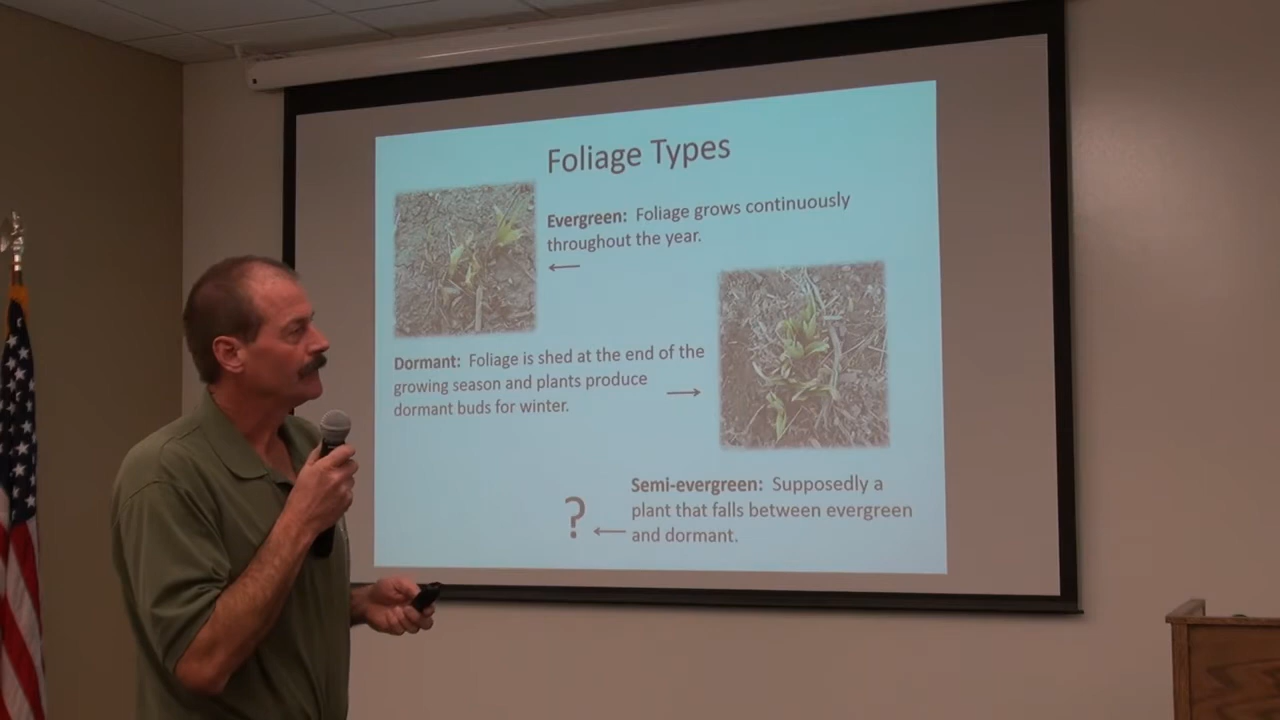 Foliage Types
Evergreen: Foliage grows continuously
throughout the year.
←
Dormant: Foliage is shed at the end of the
growing season and plants produce
dormant buds for winter.
→
Semi-evergreen: Supposedly a
plant that falls between evergreen
and dormant.
? ←